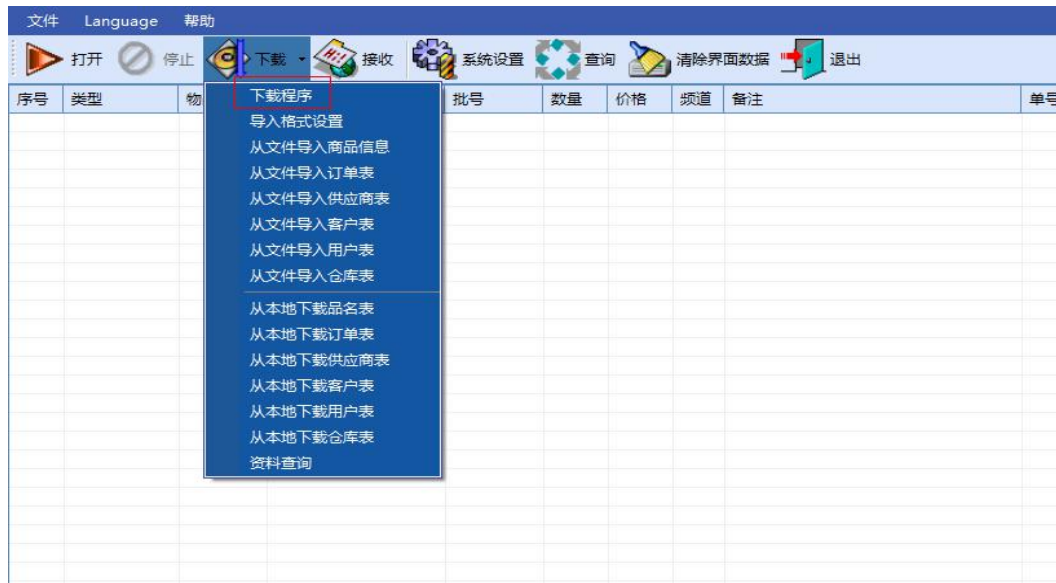 文件 Language 帮助
打开 停止 下载 接收 系统设置 查询 清除界面数据 退出
序号 类型 物 批号 数量 价格 频道 备注 单号
下载程序
导入格式设置
从文件导入商品信息
从文件导入订单表
从文件导入供应商表
从文件导入客户表
从文件导入用户表
从文件导入仓库表
从本地下载品名表
从本地下载订单表
从本地下载供应商表
从本地下载客户表
从本地下载用户表
从本地下载仓库表
资料查询